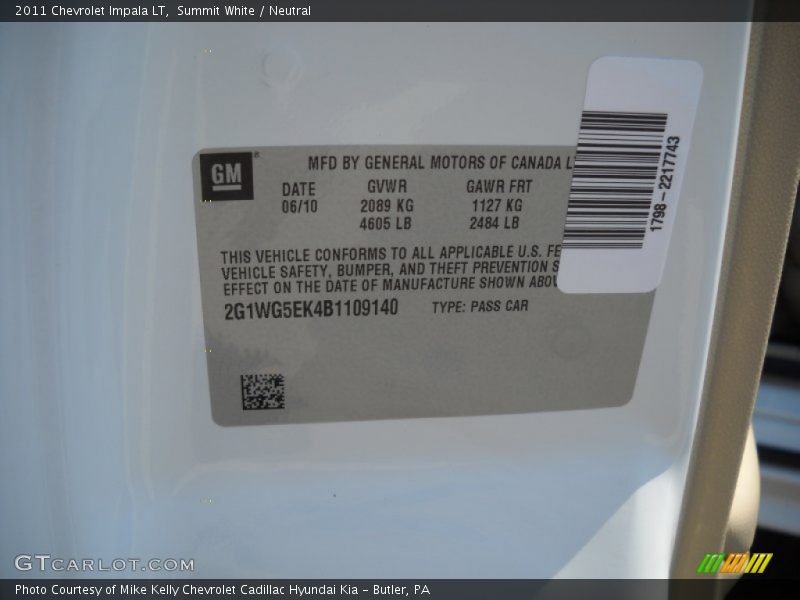 2011 Chevrolet Impala LT, Summit White / Neutral
GM®
MFD BY GENERAL MOTORS OF CANADA
DATE GVWR GAWR FRT
06/10 2089 KG 1127 KG
4605 LB 2484 LB
THIS VEHICLE CONFORMS TO ALL APPLICABLE U.S.
VEHICLE SAFETY, BUMPER, AND THEFT PREVENTION
EFFECT ON THE DATE OF MANUFACTURE SHOWN
2G1WG5EK4B1109140 TYPE: PASS CAR
1798-2217743
GTCARLOT.COM
Photo Courtesy of Mike Kelly Chevrolet Cadillac Hyundai Kia - Butler, PA